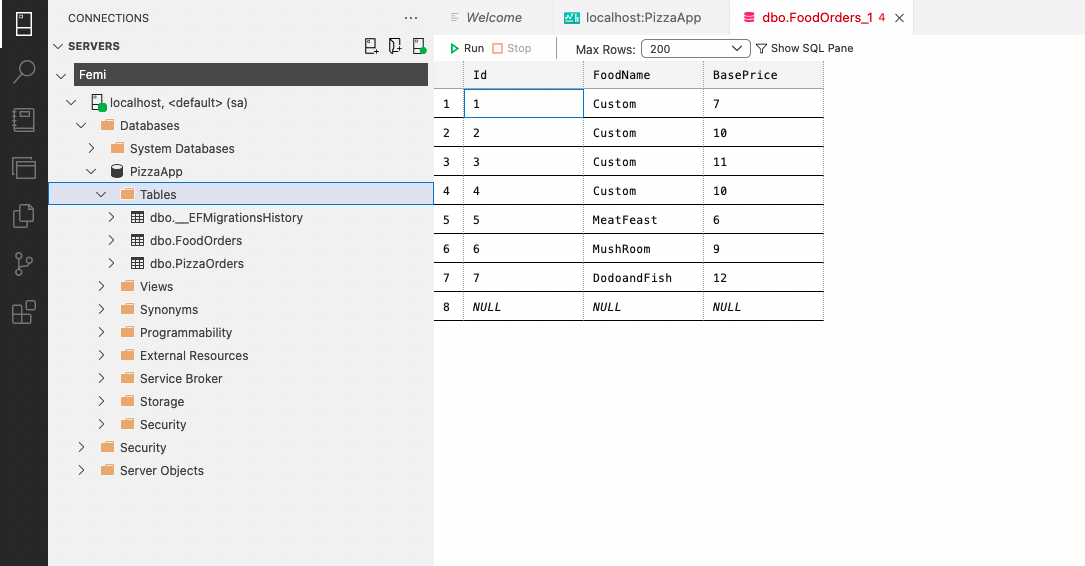 CONNECTIONS
SERVERS
Femi
localhost, <default> (sa)
Databases
System Databases
PizzaApp
Tables
dbo.__EFMigrationsHistory
dbo.FoodOrders
dbo.PizzaOrders
Views
Synonyms
Programmability
External Resources
Service Broker
Storage
Security
Security
Server Objects
Welcome localhost:PizzaApp dbo.FoodOrders_1 4
Run Stop Max Rows: 200 Show SQL Pane
Id FoodName BasePrice
1 1 Custom 7
2 2 Custom 10
3 3 Custom 11
4 4 Custom 10
5 5 MeatFeast 6
6 6 MushRoom 9
7 7 DodoandFish 12
8 NULL NULL NULL